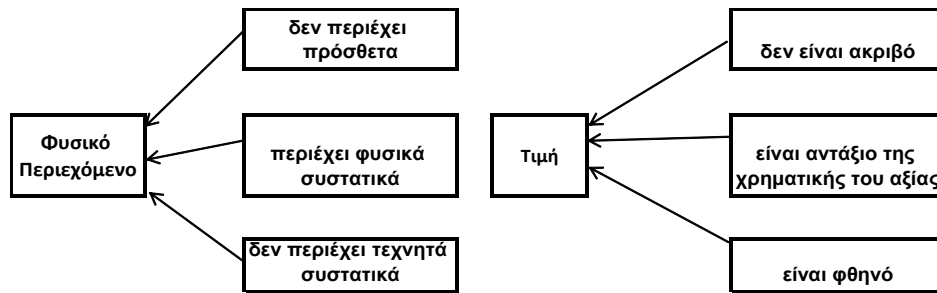 δεν περιέχει
πρόσθετα
Φυσικό
Περιεχόμενο
περιέχει φυσικά
συστατικά
δεν περιέχει τεχνητά
συστατικά
δεν είναι ακριβό
Τιμή
είναι αντάξιο της
χρηματικής του αξίας
είναι φθηνό